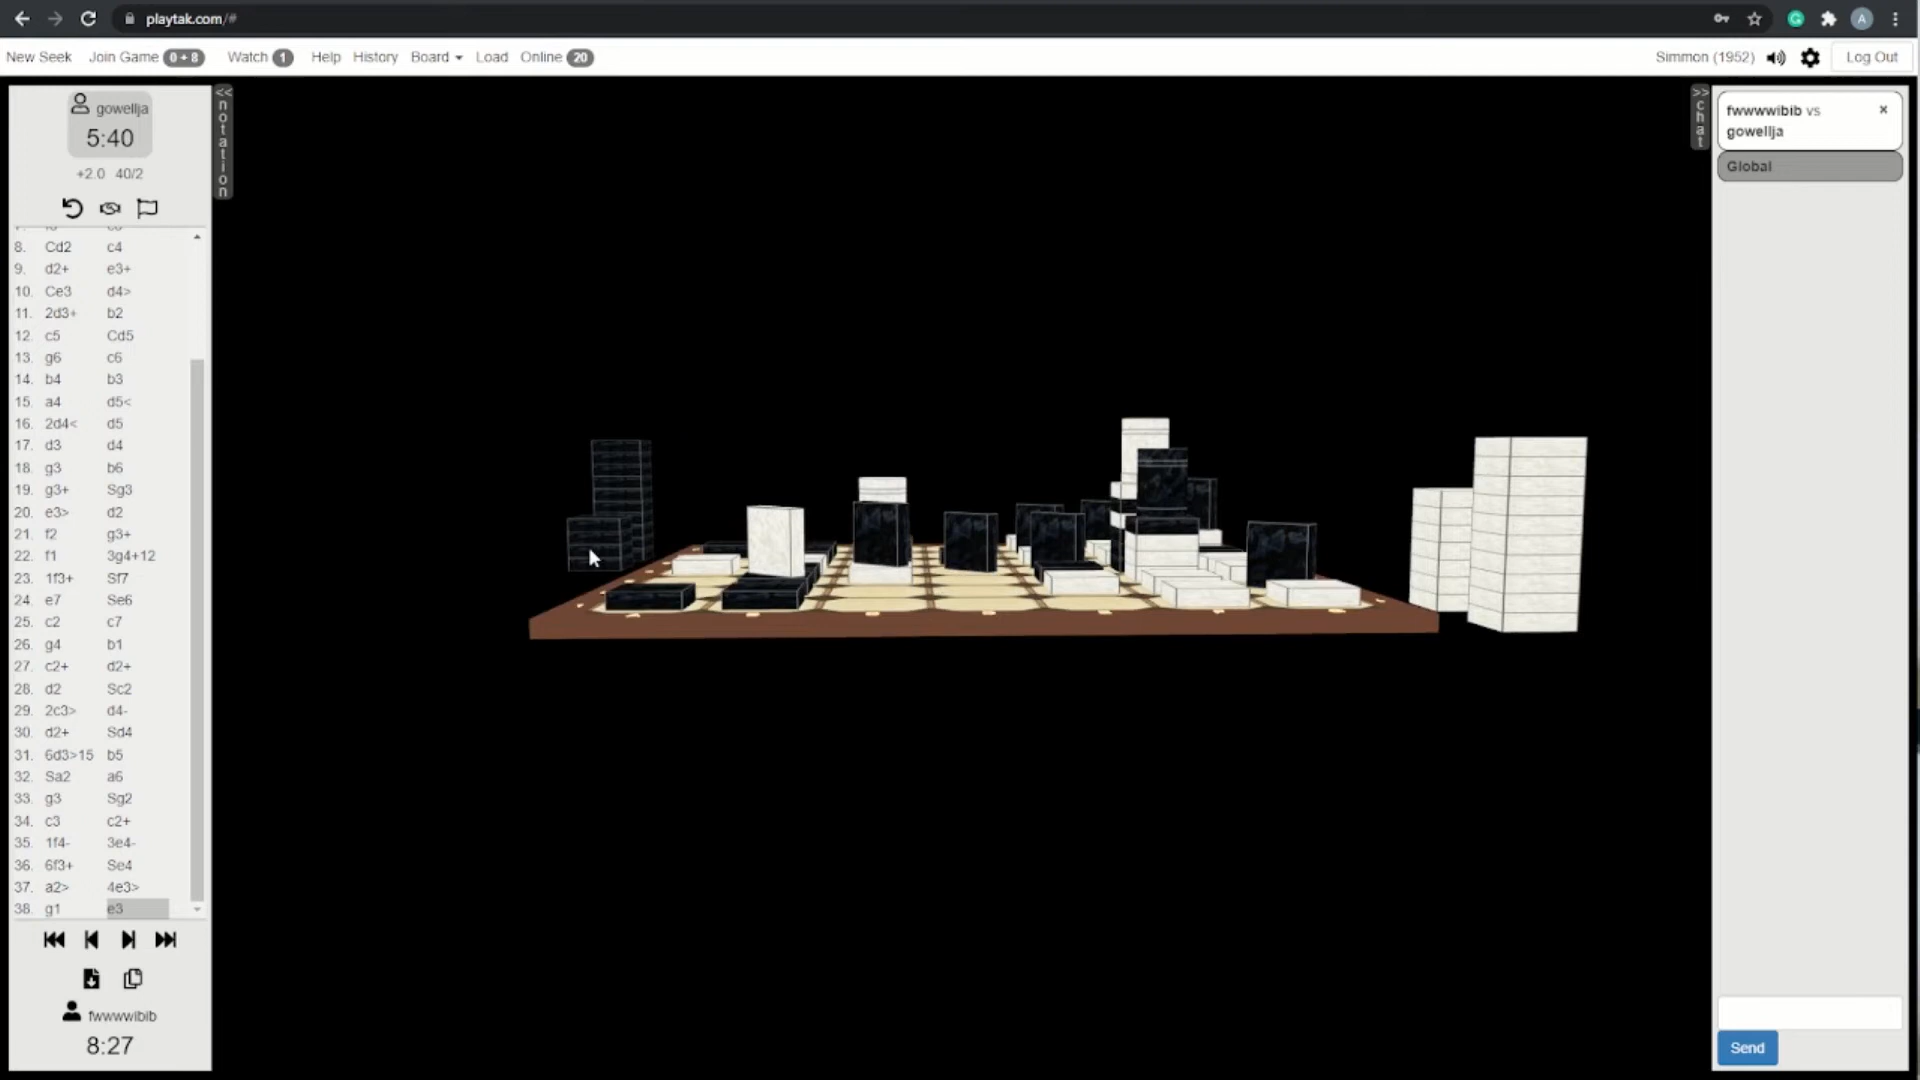 playtak.com/#
A
New Seek Join Game 0 + 8 Watch 1 Help History Board Load Online 20 Simmon (1952) Log Out
gowellja
5:40
+2.0 40/2
<< notation
>> chat
fwwwwibib vs gowellja ×
Global
8. Cd2 c4
9. d2+ e3+
10. Ce3 d4>
11. 2d3+ b2
12. c5 Cd5
13. g6 c6
14. b4 b3
15. a4 d5<
16. 2d4< d5
17. d3 d4
18. g3 b6
19. g3+ Sg3
20. e3> d2
21. f2 g3+
22. f1 3g4+12
23. 1f3+ Sf7
24. e7 Se6
25. c2 c7
26. g4 b1
27. c2+ d2+
28. d2 Sc2
29. 2c3> d4-
30. d2+ Sd4
31. 6d3>15 b5
32. Sa2 a6
33. g3 Sg2
34. c3 c2+
35. 1f4- 3e4-
36. 6f3+ Se4
37. a2> 4e3>
38. g1 e3
fwwwwibib
8:27
Send